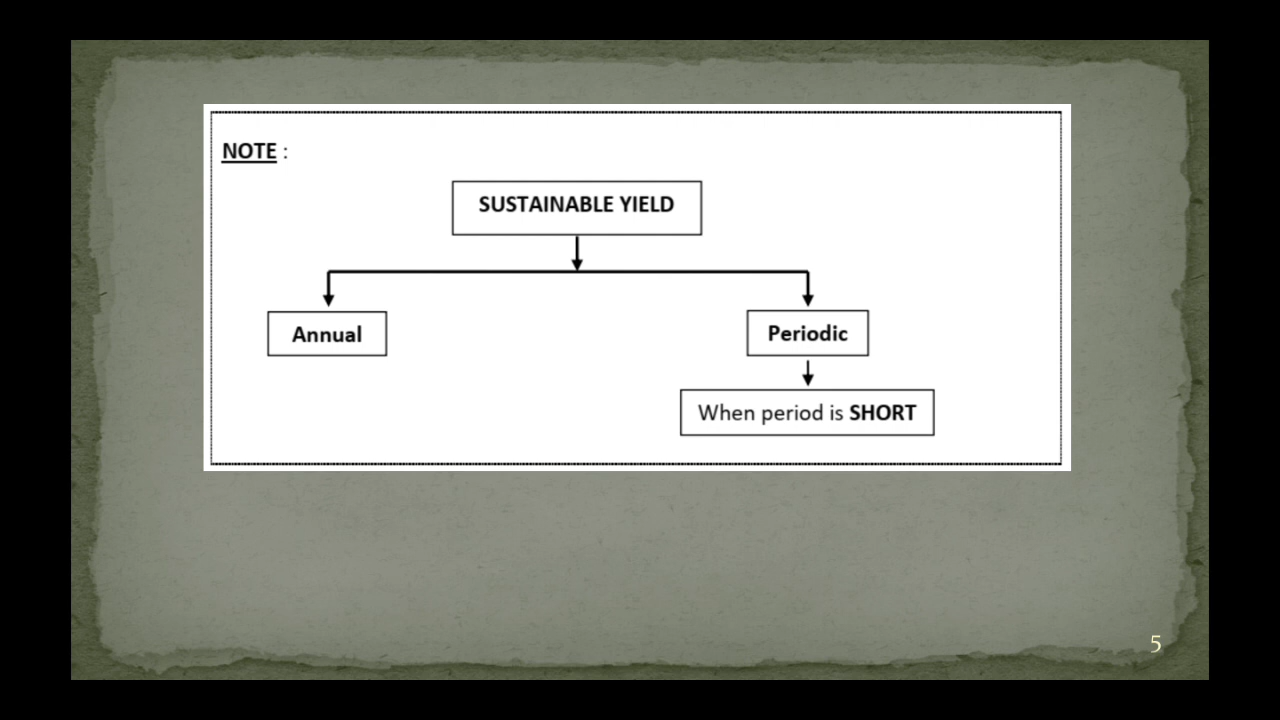 NOTE :
SUSTAINABLE YIELD
Annual
Periodic
When period is SHORT
5